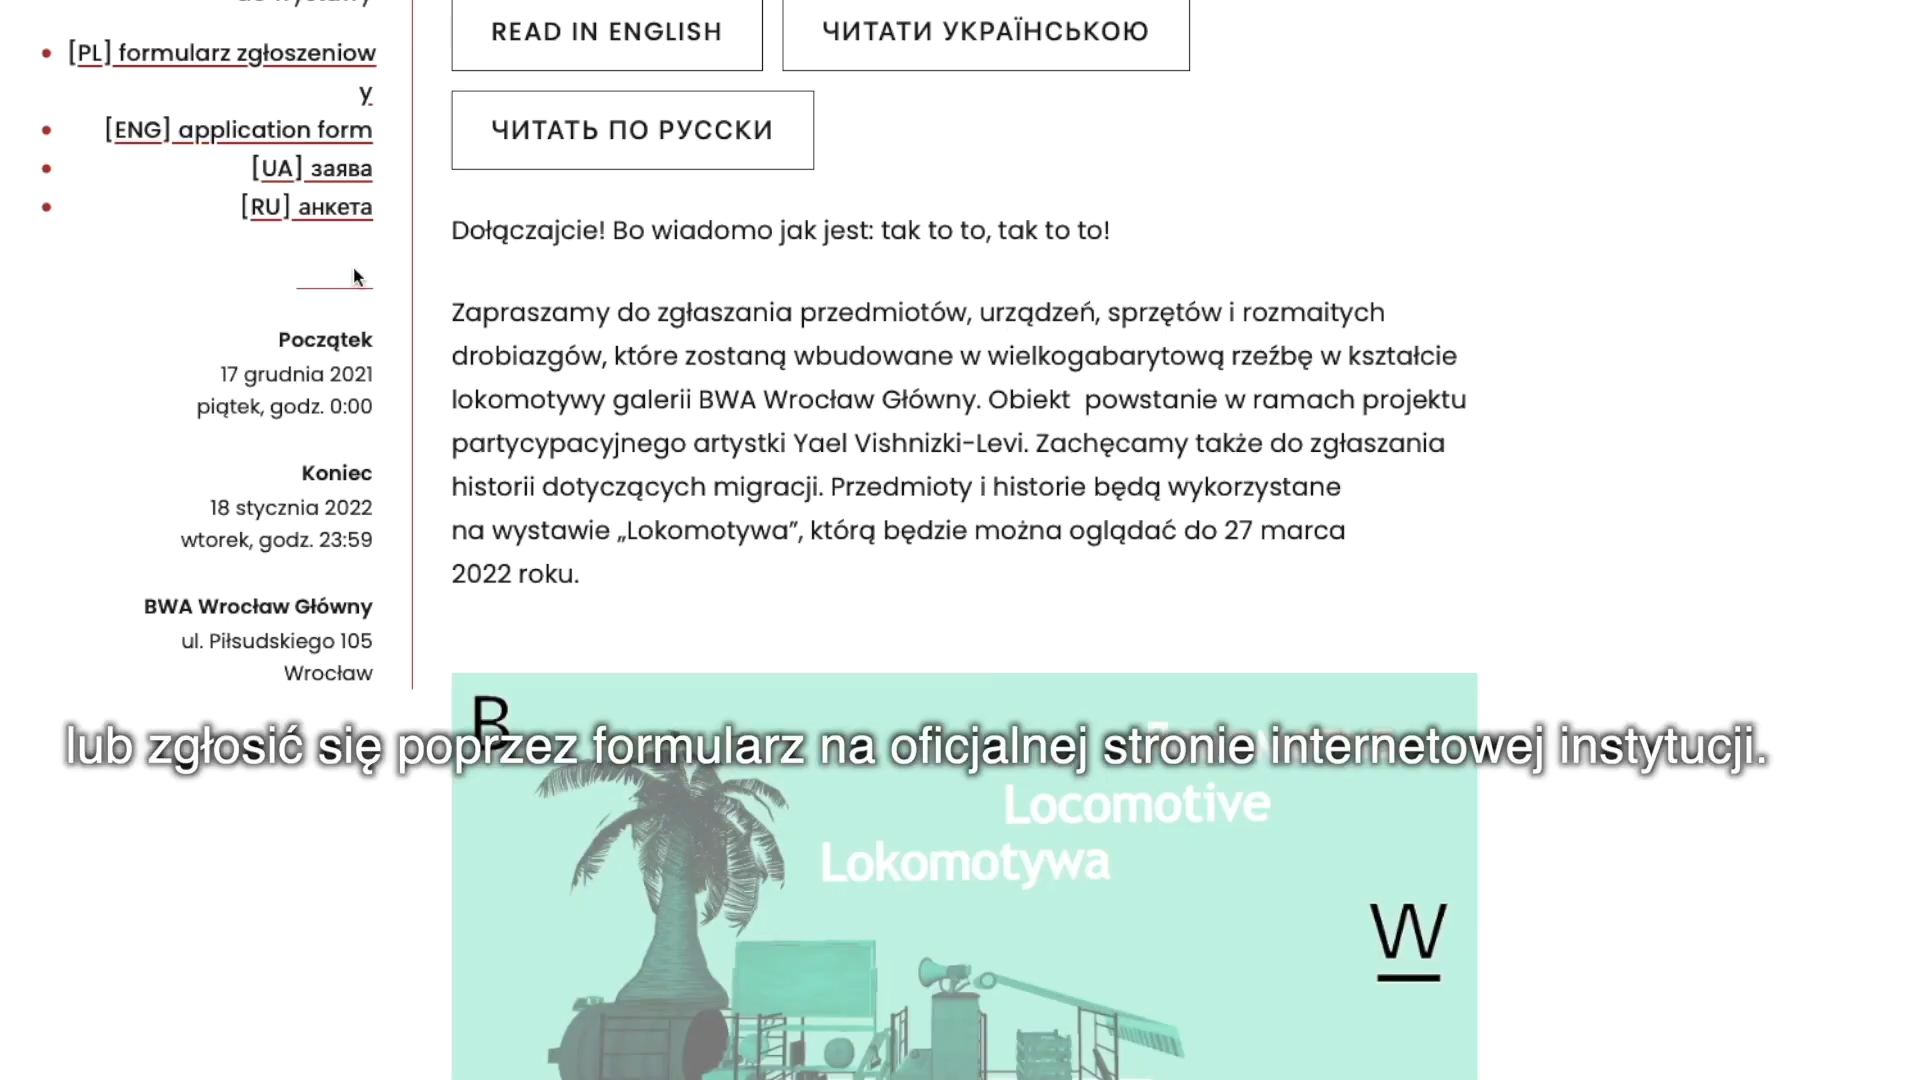 [PL] formularz zgłoszeniow
y
[ENG] application form
[UA] заява
[RU] анкета
Początek
17 grudnia 2021
piątek, godz. 0:00
Koniec
18 stycznia 2022
wtorek, godz. 23:59
BWA Wrocław Główny
ul. Piłsudskiego 105
Wrocław
READ IN ENGLISH
ЧИТАТИ УКРАЇНСЬКОЮ
ЧИТАТЬ ПО РУССКИ
Dołączajcie! Bo wiadomo jak jest: tak to to, tak to to!
Zapraszamy do zgłaszania przedmiotów, urządzeń, sprzętów i rozmaitych
drobiazgów, które zostaną wbudowane w wielkogabarytową rzeźbę w kształcie
lokomotywy galerii BWA Wrocław Główny. Obiekt powstanie w ramach projektu
partycypacyjnego artystki Yael Vishnizki-Levi. Zachęcamy także do zgłaszania
historii dotyczących migracji. Przedmioty i historie będą wykorzystane
na wystawie „Lokomotywa”, którą będzie można oglądać do 27 marca
2022 roku.
B
lub zgłosić się poprzez formularz na oficjalnej stronie internetowej instytucji.
Locomotive
Lokomotywa
W